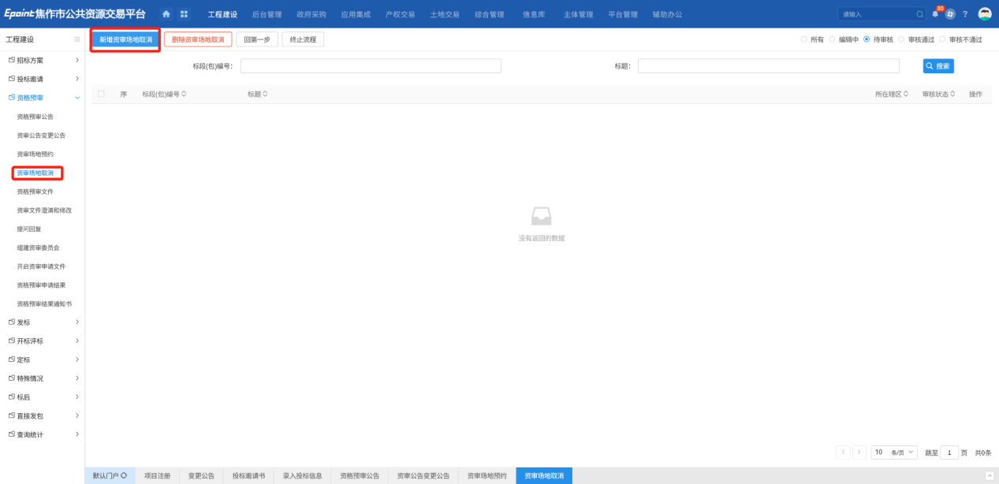 Epoint焦作市公共资源交易平台 工程建设 后台管理 政府采购 应用集成 产权交易 土地交易 综合管理 信息库 主体管理 平台管理 辅助办公 请输入 80 ?
工程建设 新增资审场地取消 删除资审场地取消 回第一步 终止流程 所有 编辑中 待审核 审核通过 审核不通过
招标方案
标段(包)编号: 标题: 搜索
投标邀请
资格预审
序 标段(包)编号 标题 所在辖区 审核状态 操作
资格预审公告
资审公告变更公告
资审场地预约
资审场地取消
资格预审文件
资审文件澄清和修改
提问回复
没有返回的数据
组建资审委员会
开启资审申请文件
资格预审申请结果
资格预审结果通知书
发标
开标评标
定标
特殊情况
标后
直接发包
查询统计
10 条/页 跳至 1 页 共0条
默认门户 项目注册 变更公告 投标邀请书 录入投标信息 资格预审公告 资审公告变更公告 资审场地预约 资审场地取消